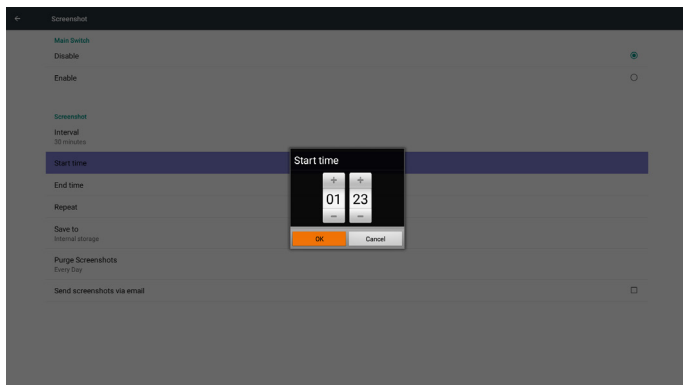 Screenshot
Main Switch
Disable
Enable
Screenshot
Interval
30 minutes
Start time
End time
Repeat
Save to
Internal storage
Purge Screenshots
Every Day
Send screenshots via email
Start time
+ +
01 23
- -
OK Cancel